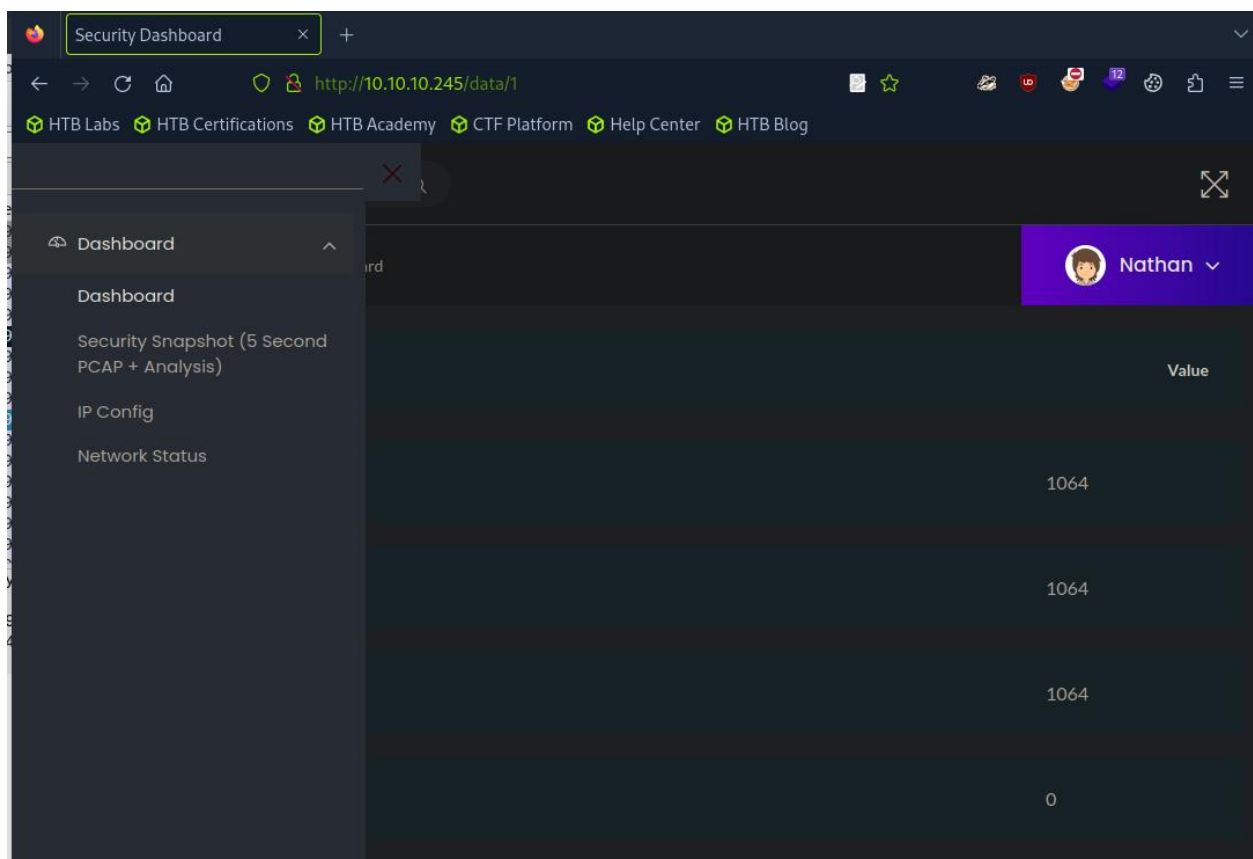 Security Dashboard
http://10.10.10.245/data/1
12
HTB Labs HTB Certifications HTB Academy CTF Platform Help Center HTB Blog
Dashboard
Nathan
Dashboard
Security Snapshot (5 Second
PCAP + Analysis)
Value
IP Config
Network Status
1064
1064
1064
0